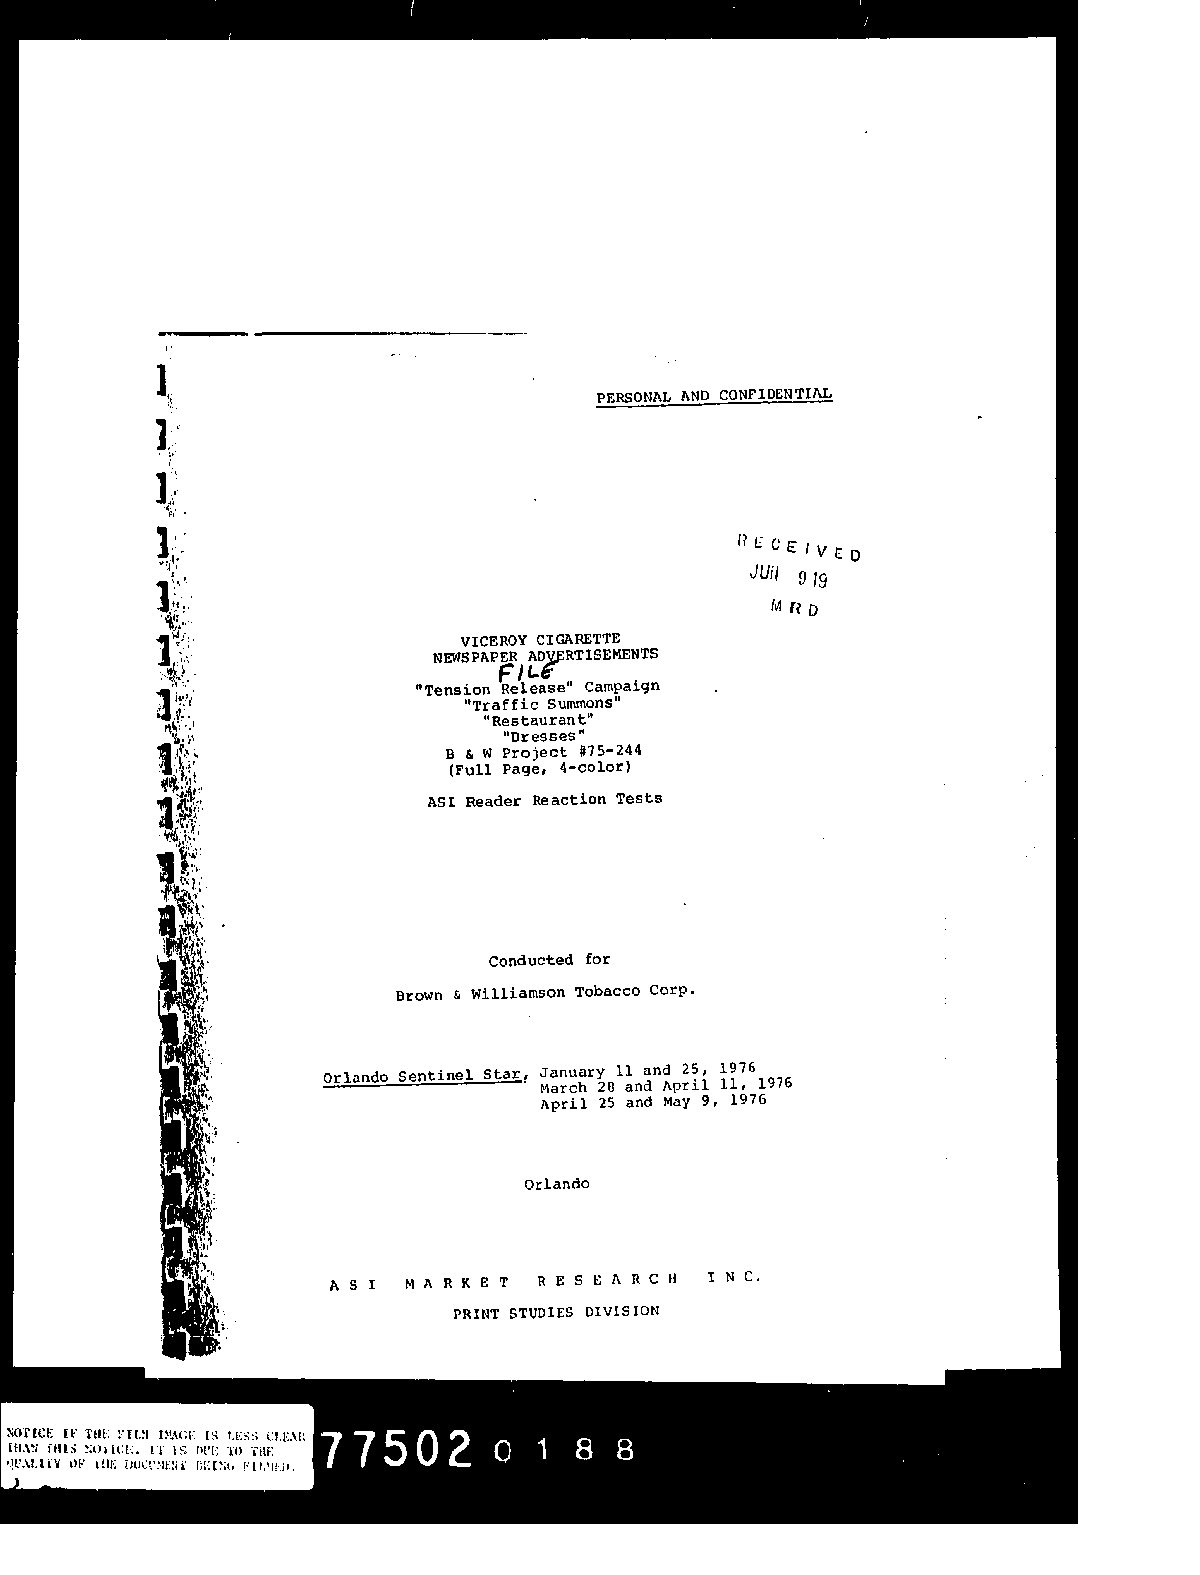 PERSONAL AND CONFIDENTIAL
RECEIVED
JUN 9 19
MRD
VICEROY CIGARETTE
NEWSPAPER ADVERTISEMENTS
FILE
"Tension Release" Campaign
"Traffic Summons"
"Restaurant"
"Dresses"
B & W Project #75-244
(Full Page, 4-color)
ASI Reader Reaction Tests
Conducted for
Brown & Williamson Tobacco Corp.
Orlando Sentinel Star, January 11 and 25, 1976
March 28 and April 11, 1976
April 25 and May 9, 1976
Orlando
ASI MARKET RESEARCH INC.
PRINT STUDIES DIVISION
NOTICE IF THE FILM IMAGE IS LESS CLEAR
THAN THIS NOTICE, IT IS DUE TO THE
QUALITY OF THE DOCUMENT BEING FILMED.
77502 0188